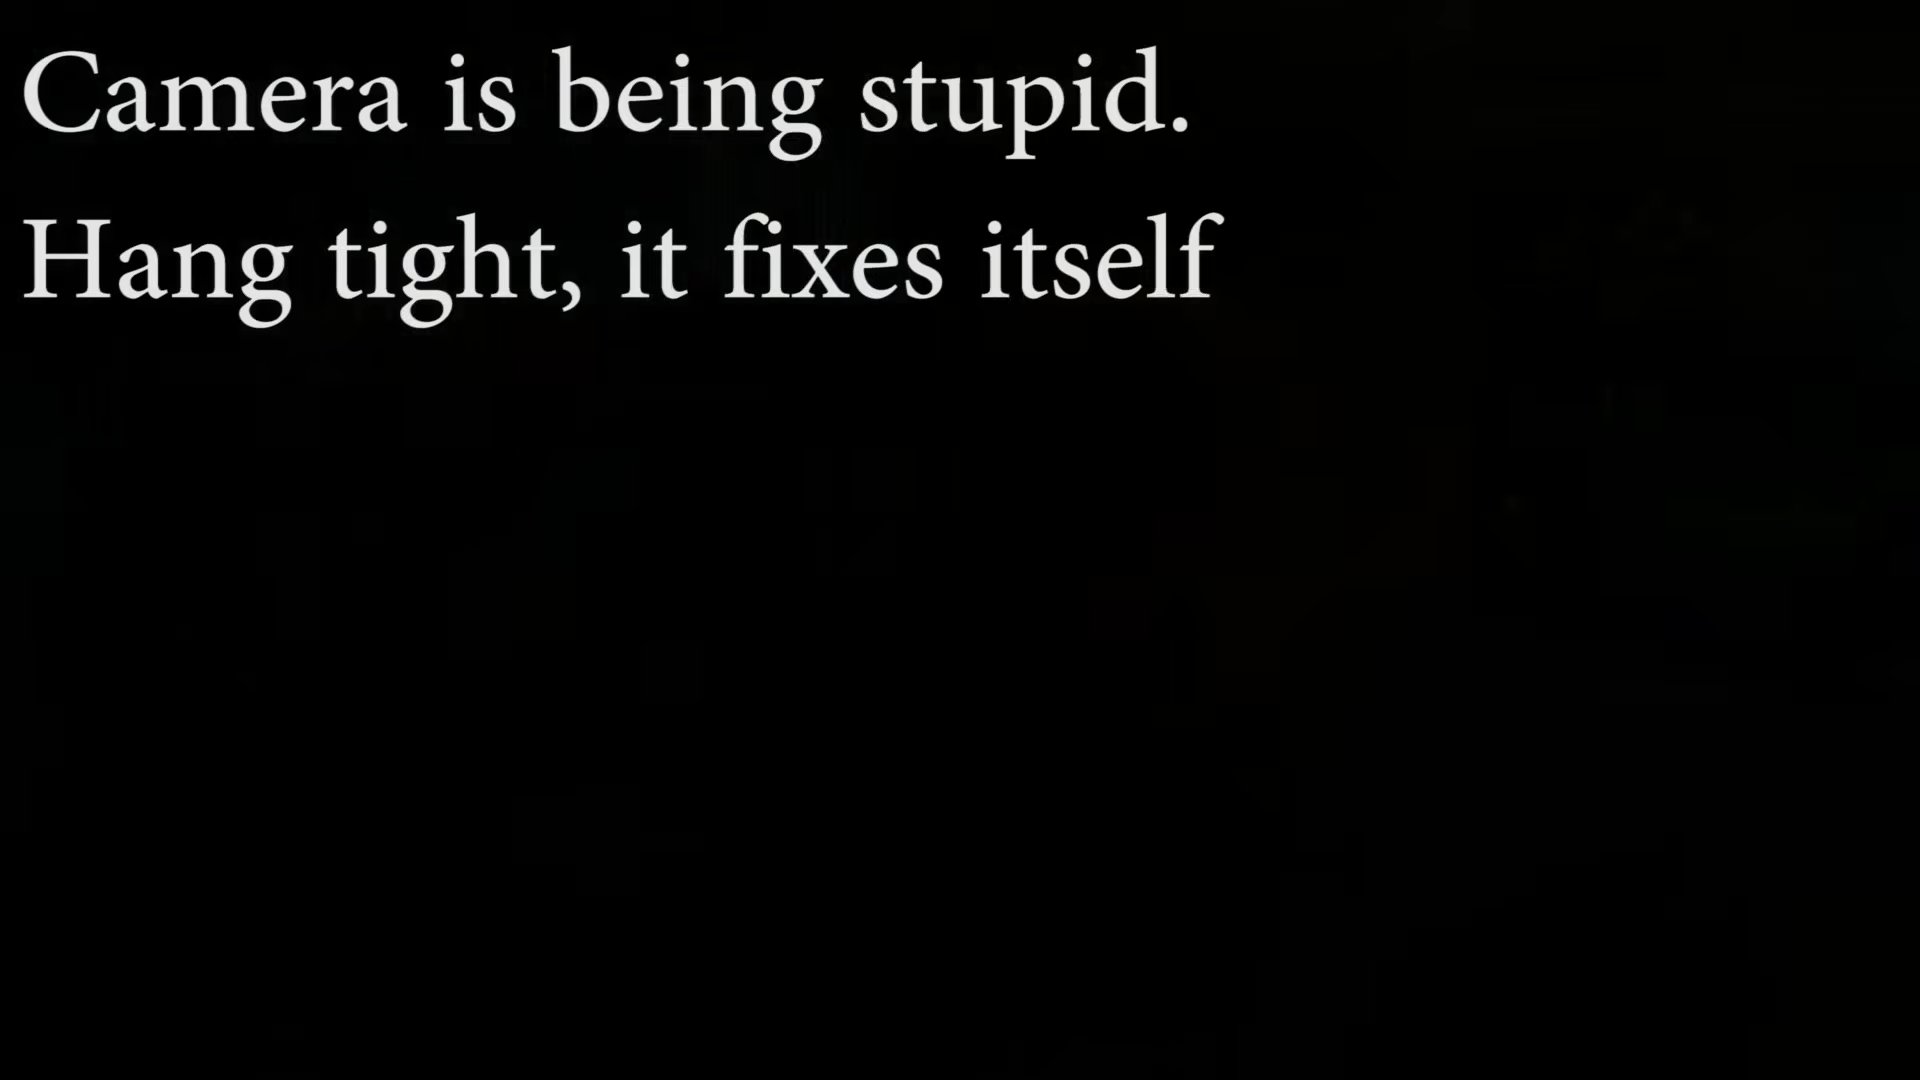 Camera is being stupid.
Hang tight, it fixes itself